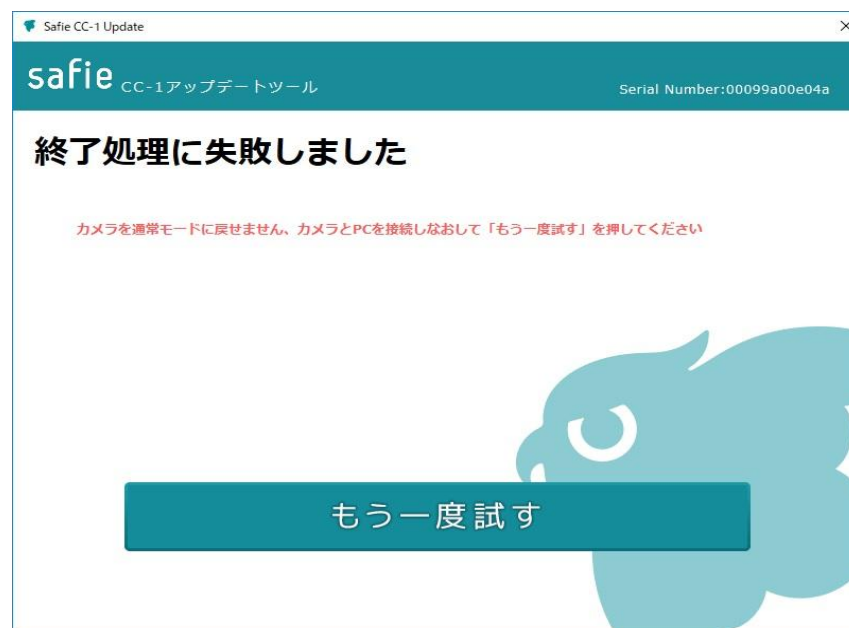 Safie CC-1 Update
safie CC-1アップデートツール
Serial Number:00099a00e04a
終了処理に失敗しました
カメラを通常モードに戻せません、カメラとPCを接続しなおして「もう一度試す」を押してください
もう一度試す